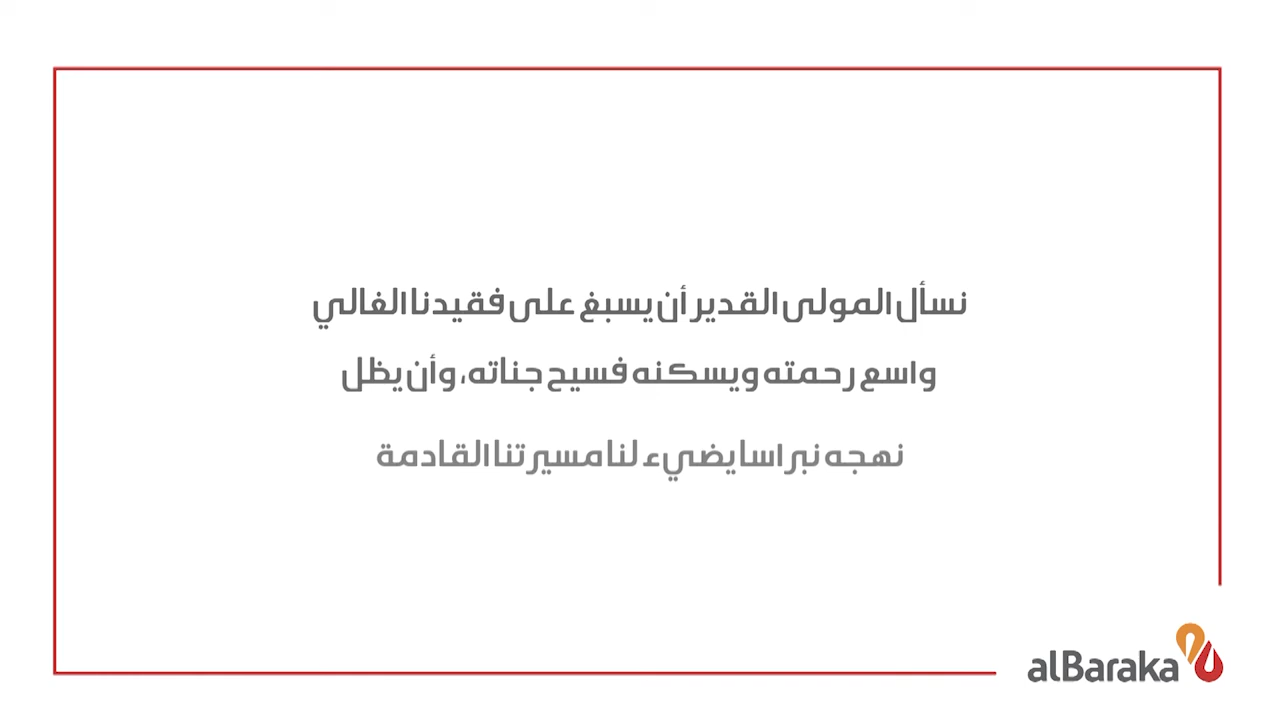 نسأل المولى القدير أن يسبغ على فقيدنا الغالي
واسع رحمته ويسكنه فسيح جناته، وأن يظل
نهجه نبراسا يضيء لنا مسيرتنا القادمة
alBaraka